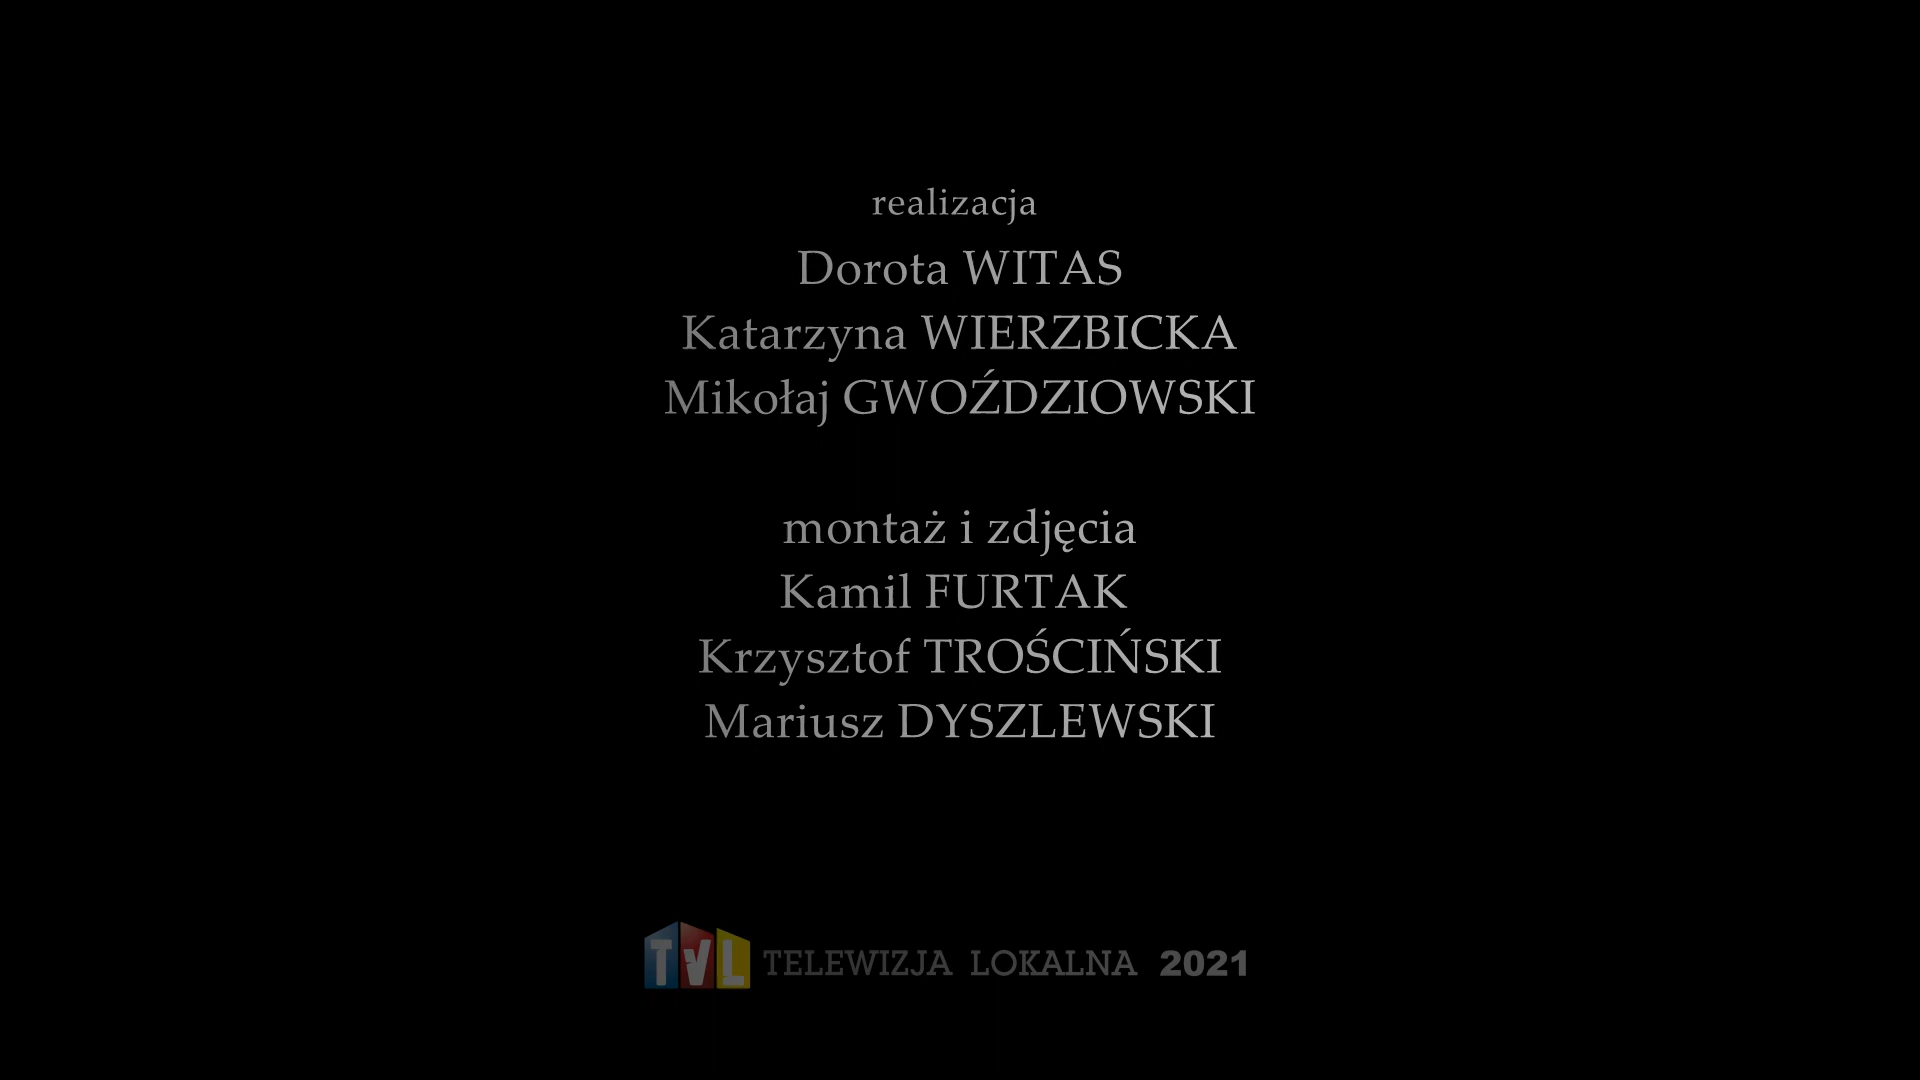 realizacja
Dorota WITAS
Katarzyna WIERZBICKA
Mikołaj GWOŹDZIOWSKI
montaż i zdjęcia
Kamil FURTAK
Krzysztof TROŚCIŃSKI
Mariusz DYSZLEWSKI
TVL TELEWIZJA LOKALNA 2021